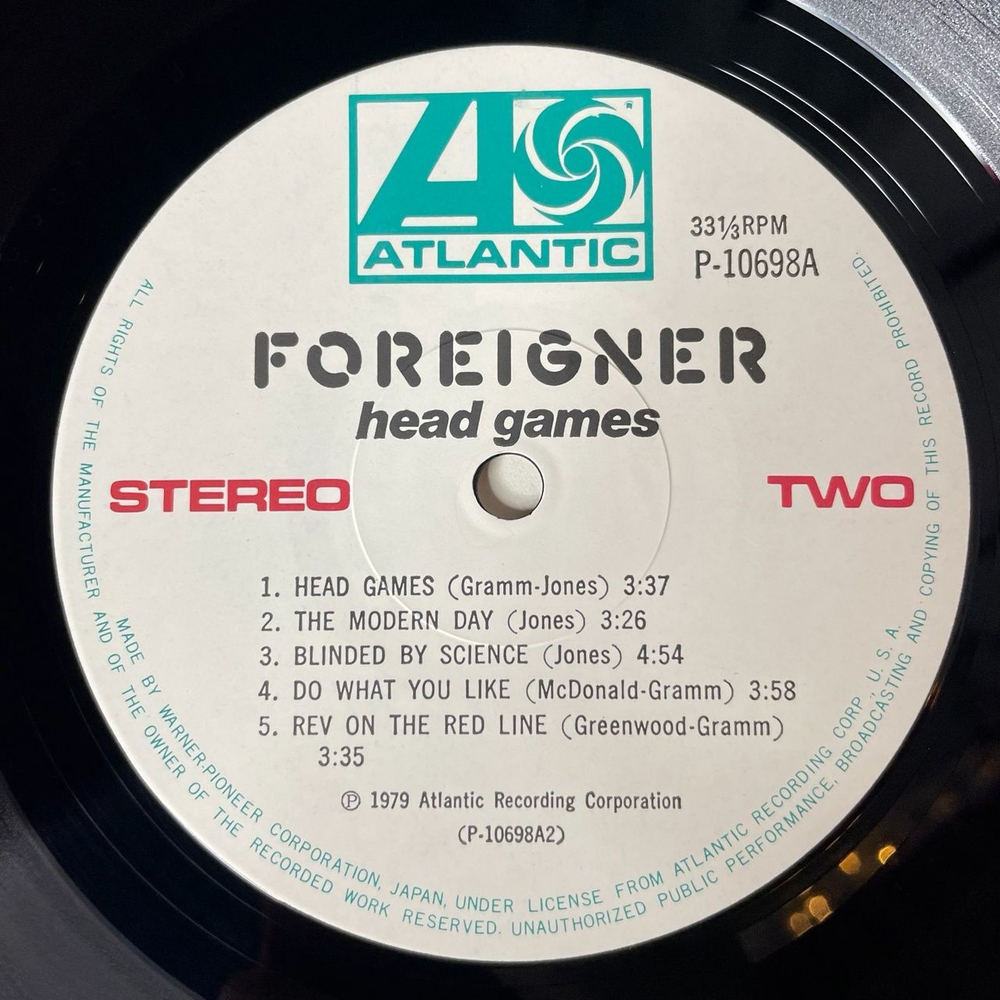 ATLANTIC
33⅓RPM
P-10698A
FOREIGNER
head games
STEREO
TWO
1. HEAD GAMES (Gramm-Jones) 3:37
2. THE MODERN DAY (Jones) 3:26
3. BLINDED BY SCIENCE (Jones) 4:54
4. DO WHAT YOU LIKE (McDonald-Gramm) 3:58
5. REV ON THE RED LINE (Greenwood-Gramm)
3:35
Ⓟ 1979 Atlantic Recording Corporation
(P-10698A2)
MADE BY WARNER-PIONEER CORPORATION, JAPAN, UNDER LICENSE FROM ATLANTIC RECORDING CORP., U. S. A.
ALL RIGHTS OF THE MANUFACTURER AND OF THE OWNER OF THE RECORDED WORK RESERVED. UNAUTHORIZED PUBLIC PERFORMANCE, BROADCASTING AND COPYING OF THIS RECORD PROHIBITED.